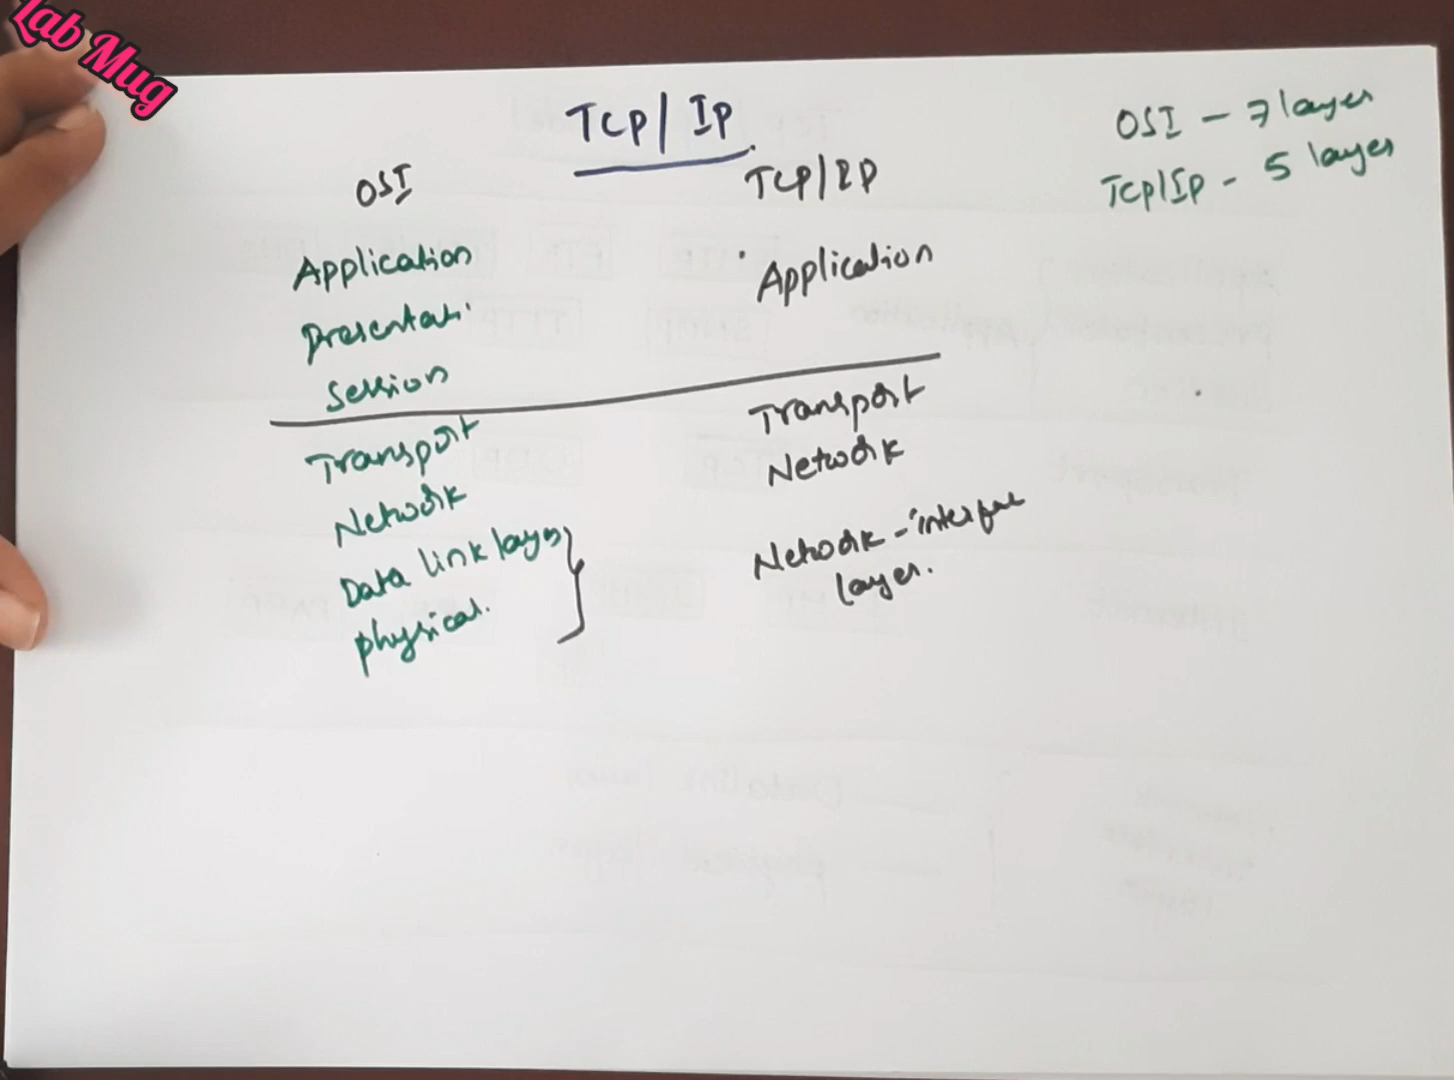 Lab Mug
TCP/IP
OSI - 7 layer
TCP/IP - 5 layer
OSI
TCP/IP
Application
Application
Presentati
Session
Transport
Transport
Network
Network
Data link layer
Network-interface
layer.
physical.